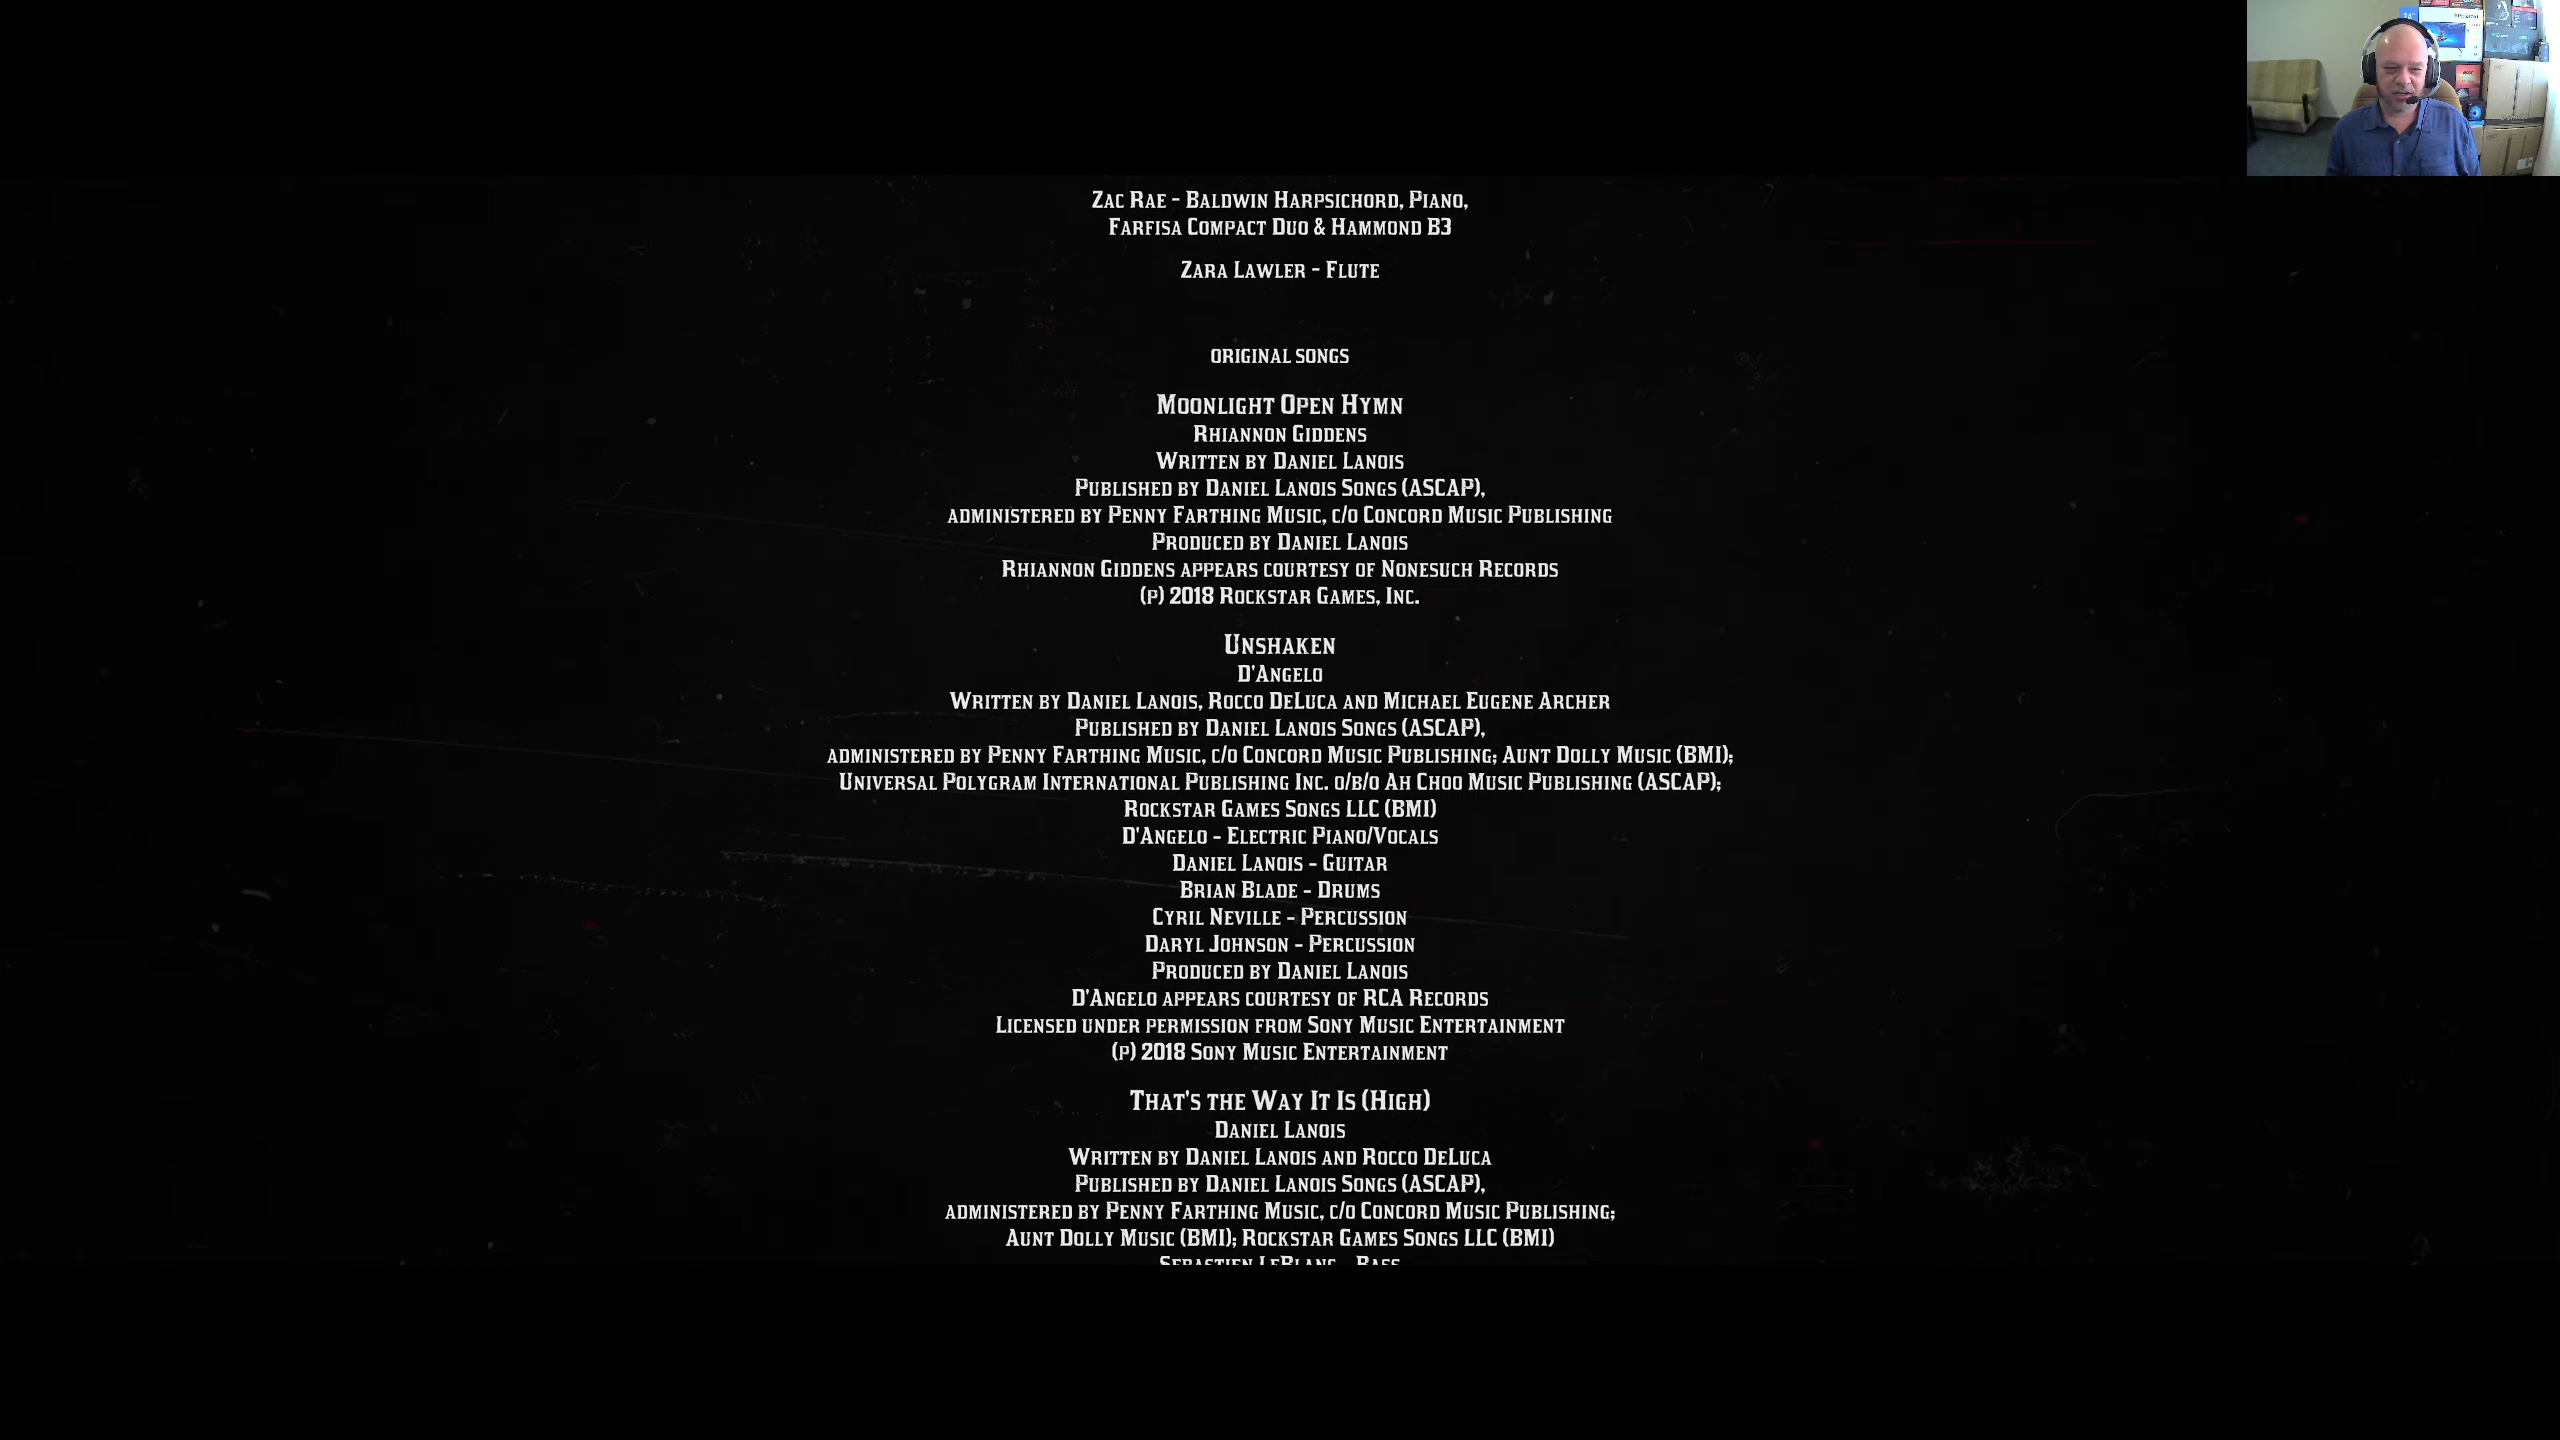 Zac Rae - Baldwin Harpsichord, Piano,
Farfisa Compact Duo & Hammond B3
Zara Lawler - Flute
original songs
Moonlight Open Hymn
Rhiannon Giddens
Written by Daniel Lanois
Published by Daniel Lanois Songs (ASCAP),
administered by Penny Farthing Music, c/o Concord Music Publishing
Produced by Daniel Lanois
Rhiannon Giddens appears courtesy of Nonesuch Records
(p) 2018 Rockstar Games, Inc.
Unshaken
D'Angelo
Written by Daniel Lanois, Rocco DeLuca and Michael Eugene Archer
Published by Daniel Lanois Songs (ASCAP),
administered by Penny Farthing Music, c/o Concord Music Publishing; Aunt Dolly Music (BMI);
Universal Polygram International Publishing Inc. o/b/o Ah Choo Music Publishing (ASCAP);
Rockstar Games Songs LLC (BMI)
D'Angelo - Electric Piano/Vocals
Daniel Lanois - Guitar
Brian Blade - Drums
Cyril Neville - Percussion
Daryl Johnson - Percussion
Produced by Daniel Lanois
D'Angelo appears courtesy of RCA Records
Licensed under permission from Sony Music Entertainment
(p) 2018 Sony Music Entertainment
That's the Way It Is (High)
Daniel Lanois
Written by Daniel Lanois and Rocco DeLuca
Published by Daniel Lanois Songs (ASCAP),
administered by Penny Farthing Music, c/o Concord Music Publishing;
Aunt Dolly Music (BMI); Rockstar Games Songs LLC (BMI)
Sebastien LeBlanc - Bass